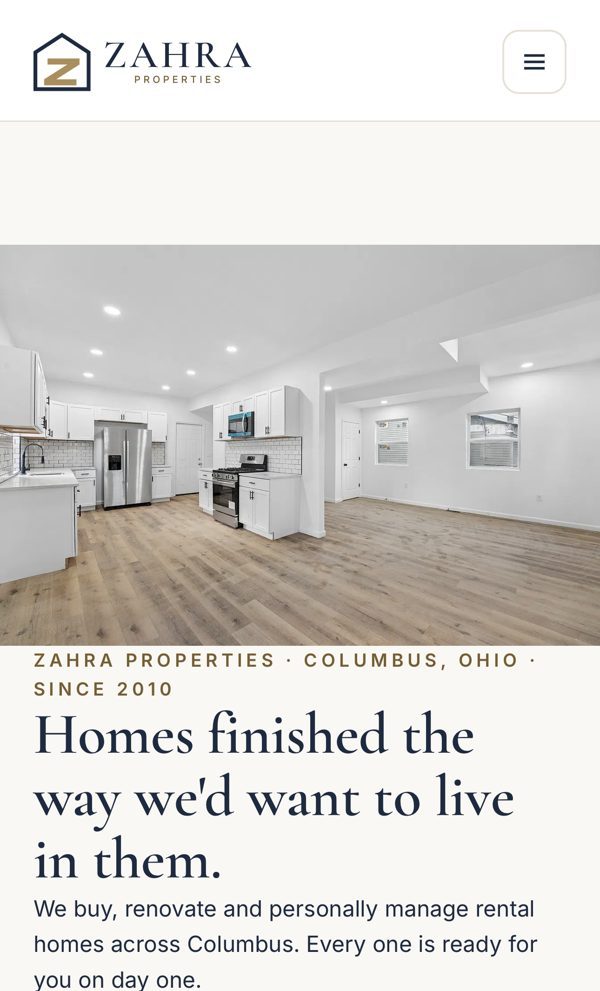 ZAHRA
PROPERTIES
ZAHRA PROPERTIES · COLUMBUS, OHIO ·
SINCE 2010
Homes finished the
way we'd want to live
in them.
We buy, renovate and personally manage rental
homes across Columbus. Every one is ready for
you on day one.